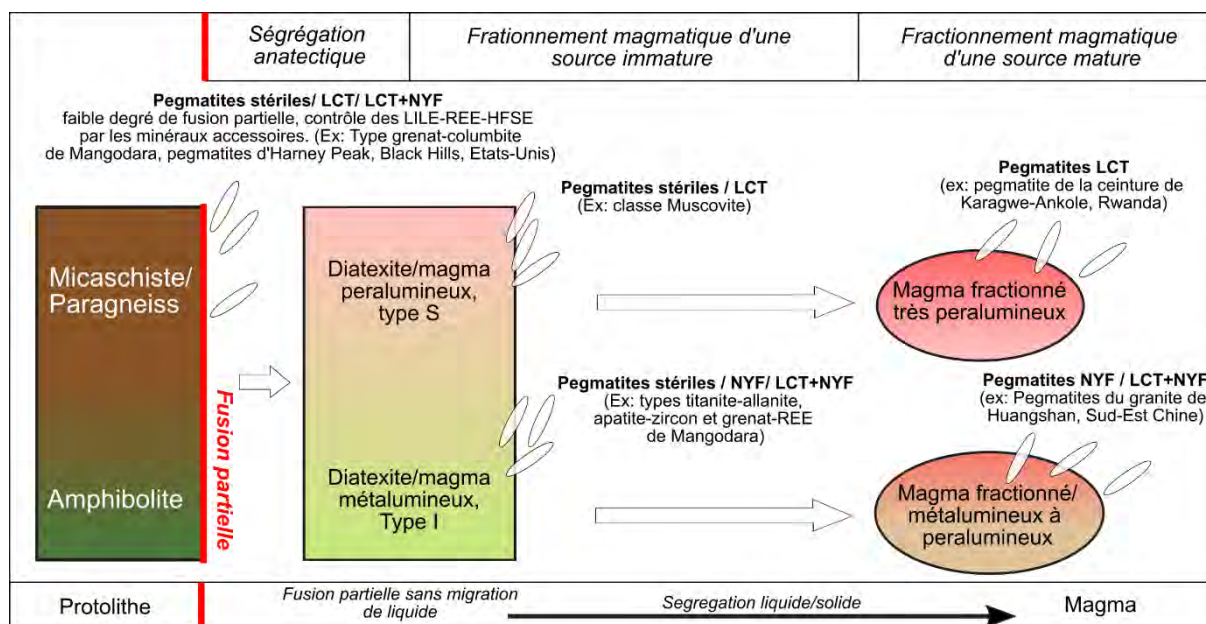 Ségrégation
anatectique
Frationnement magmatique d'une
source immature
Fractionnement magmatique
d'une source mature
Pegmatites stériles/ LCT/ LCT+NYF
faible degré de fusion partielle, contrôle des LILE-REE-HFSE
par les minéraux accessoires. (Ex: Type grenat-columbite
de Mangodara, pegmatites d'Harney Peak, Black Hills, Etats-Unis)
Pegmatites stériles / LCT
(Ex: classe Muscovite)
Pegmatites LCT
(ex: pegmatite de la ceinture de
Karagwe-Ankole, Rwanda)
Micaschiste/
Paragneiss
Diatexite/magma
peralumineux,
type S
Magma fractionné
très peralumineux
Fusion partielle
Pegmatites stériles / NYF/ LCT+NYF
(Ex: types titanite-allanite,
apatite-zircon et grenat-REE
de Mangodara)
Pegmatites NYF / LCT+NYF
(ex: Pegmatites du granite de
Huangshan, Sud-Est Chine)
Amphibolite
Diatexite/magma
métalumineux,
Type I
Magma fractionné/
métalumineux à
peralumineux
Protolithe
Fusion partielle sans migration
de liquide
Segregation liquide/solide
Magma